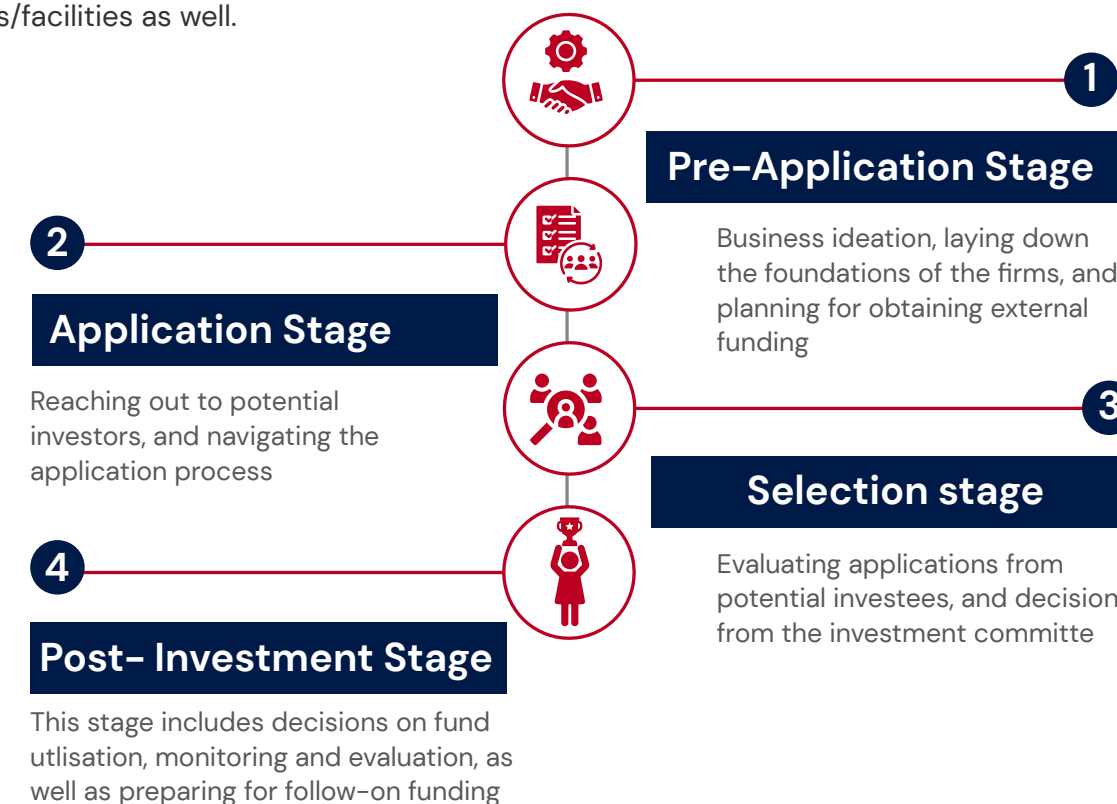 s/facilities as well.
1
Pre-Application Stage
Business ideation, laying down
the foundations of the firms, and
planning for obtaining external
funding
2
Application Stage
Reaching out to potential
investors, and navigating the
application process
3
Selection stage
Evaluating applications from
potential investees, and decision
from the investment committe
4
Post- Investment Stage
This stage includes decisions on fund
utlisation, monitoring and evaluation, as
well as preparing for follow-on funding